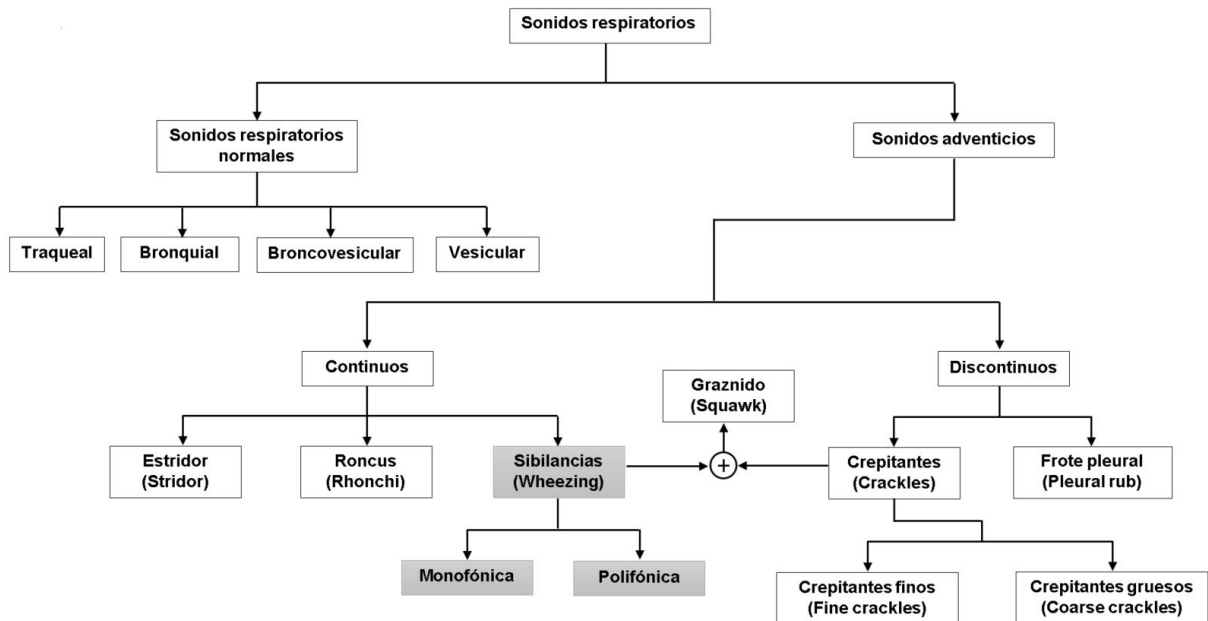 Sonidos respiratorios
Sonidos respiratorios
normales
Sonidos adventicios
Traqueal
Bronquial
Broncovesicular
Vesicular
Continuos
Discontinuos
Graznido
(Squawk)
Estridor
(Stridor)
Roncus
(Rhonchi)
Sibilancias
(Wheezing)
+
Crepitantes
(Crackles)
Frote pleural
(Pleural rub)
Monofónica
Polifónica
Crepitantes finos
(Fine crackles)
Crepitantes gruesos
(Coarse crackles)